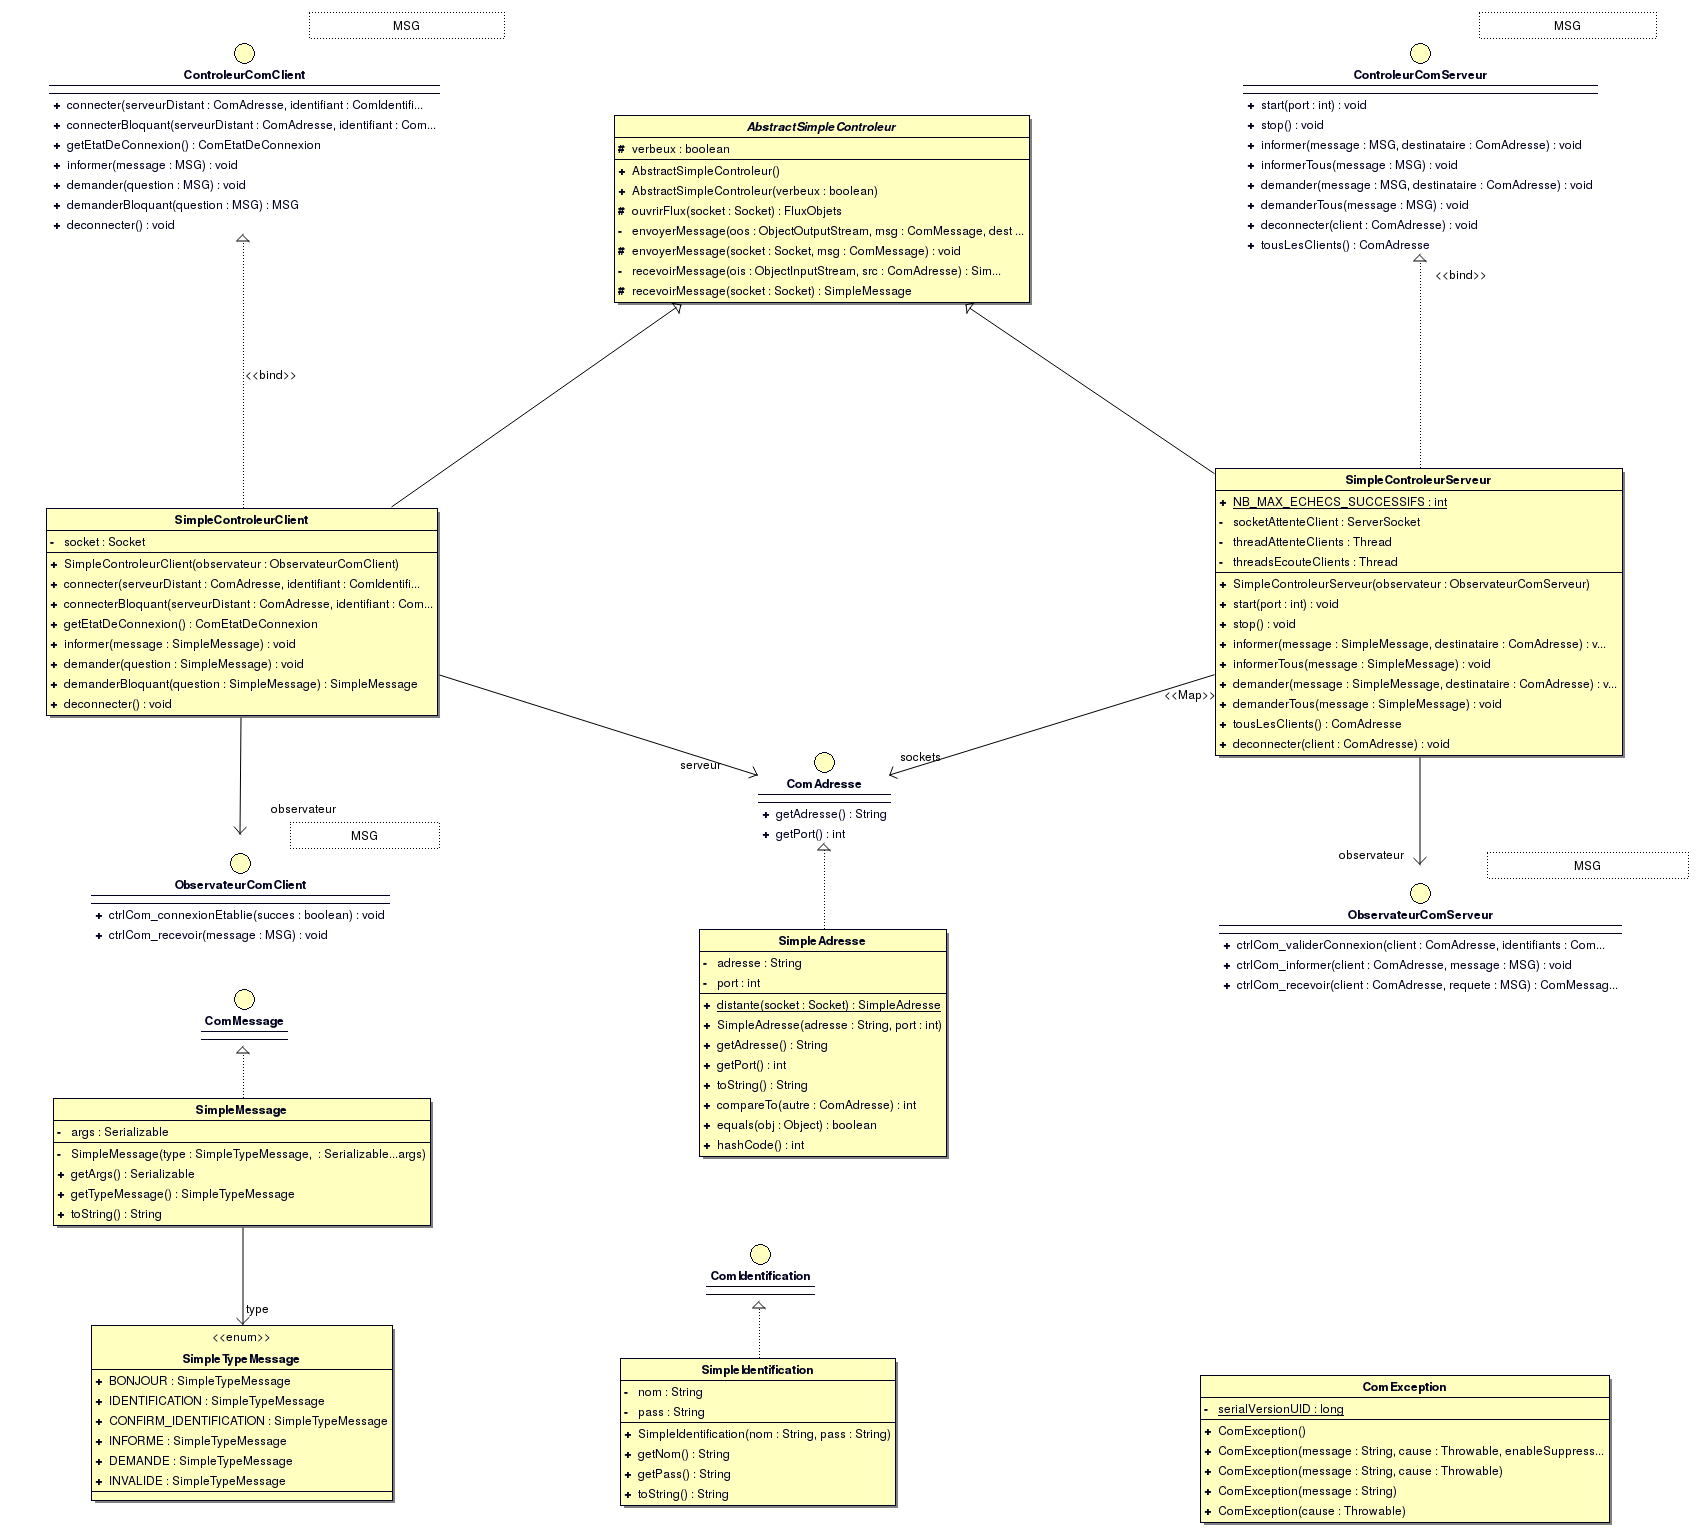 MSG
ControleurComClient
+ connecter(serveurDistant : ComAdresse, identifiant : ComIdentifi...
+ connecterBloquant(serveurDistant : ComAdresse, identifiant : Com...
+ getEtatDeConnexion() : ComEtatDeConnexion
+ informer(message : MSG) : void
+ demander(question : MSG) : void
+ demanderBloquant(question : MSG) : MSG
+ deconnecter() : void
<<bind>>
AbstractSimpleControleur
# verbeux : boolean
+ AbstractSimpleControleur()
+ AbstractSimpleControleur(verbeux : boolean)
# ouvrirFlux(socket : Socket) : FluxObjets
- envoyerMessage(oos : ObjectOutputStream, msg : ComMessage, dest ...
# envoyerMessage(socket : Socket, msg : ComMessage) : void
- recevoirMessage(ois : ObjectInputStream, src : ComAdresse) : Sim...
# recevoirMessage(socket : Socket) : SimpleMessage
MSG
ControleurComServeur
+ start(port : int) : void
+ stop() : void
+ informer(message : MSG, destinataire : ComAdresse) : void
+ informerTous(message : MSG) : void
+ demander(message : MSG, destinataire : ComAdresse) : void
+ demanderTous(message : MSG) : void
+ deconnecter(client : ComAdresse) : void
+ tousLesClients() : ComAdresse
<<bind>>
SimpleControleurClient
- socket : Socket
+ SimpleControleurClient(observateur : ObservateurComClient)
+ connecter(serveurDistant : ComAdresse, identifiant : ComIdentifi...
+ connecterBloquant(serveurDistant : ComAdresse, identifiant : Com...
+ getEtatDeConnexion() : ComEtatDeConnexion
+ informer(message : SimpleMessage) : void
+ demander(question : SimpleMessage) : void
+ demanderBloquant(question : SimpleMessage) : SimpleMessage
+ deconnecter() : void
SimpleControleurServeur
+ NB_MAX_ECHECS_SUCCESSIFS : int
- socketAttenteClient : ServerSocket
- threadAttenteClients : Thread
- threadsEcouteClients : Thread
+ SimpleControleurServeur(observateur : ObservateurComServeur)
+ start(port : int) : void
+ stop() : void
+ informer(message : SimpleMessage, destinataire : ComAdresse) : v...
+ informerTous(message : SimpleMessage) : void
+ demander(message : SimpleMessage, destinataire : ComAdresse) : v...
+ demanderTous(message : SimpleMessage) : void
+ tousLesClients() : ComAdresse
+ deconnecter(client : ComAdresse) : void
<<Map>>
serveur
sockets
ComAdresse
+ getAdresse() : String
+ getPort() : int
observateur
MSG
ObservateurComClient
+ ctrlCom_connexionEtablie(succes : boolean) : void
+ ctrlCom_recevoir(message : MSG) : void
observateur
MSG
ObservateurComServeur
+ ctrlCom_validerConnexion(client : ComAdresse, identifiants : Com...
+ ctrlCom_informer(client : ComAdresse, message : MSG) : void
+ ctrlCom_recevoir(client : ComAdresse, requete : MSG) : ComMessag...
SimpleAdresse
- adresse : String
- port : int
+ distante(socket : Socket) : SimpleAdresse
+ SimpleAdresse(adresse : String, port : int)
+ getAdresse() : String
+ getPort() : int
+ toString() : String
+ compareTo(autre : ComAdresse) : int
+ equals(obj : Object) : boolean
+ hashCode() : int
ComMessage
SimpleMessage
- args : Serializable
- SimpleMessage(type : SimpleTypeMessage,  : Serializable...args)
+ getArgs() : Serializable
+ getTypeMessage() : SimpleTypeMessage
+ toString() : String
type
<<enum>>
SimpleTypeMessage
+ BONJOUR : SimpleTypeMessage
+ IDENTIFICATION : SimpleTypeMessage
+ CONFIRM_IDENTIFICATION : SimpleTypeMessage
+ INFORME : SimpleTypeMessage
+ DEMANDE : SimpleTypeMessage
+ INVALIDE : SimpleTypeMessage
ComIdentification
SimpleIdentification
- nom : String
- pass : String
+ SimpleIdentification(nom : String, pass : String)
+ getNom() : String
+ getPass() : String
+ toString() : String
ComException
- serialVersionUID : long
+ ComException()
+ ComException(message : String, cause : Throwable, enableSuppress...
+ ComException(message : String, cause : Throwable)
+ ComException(message : String)
+ ComException(cause : Throwable)